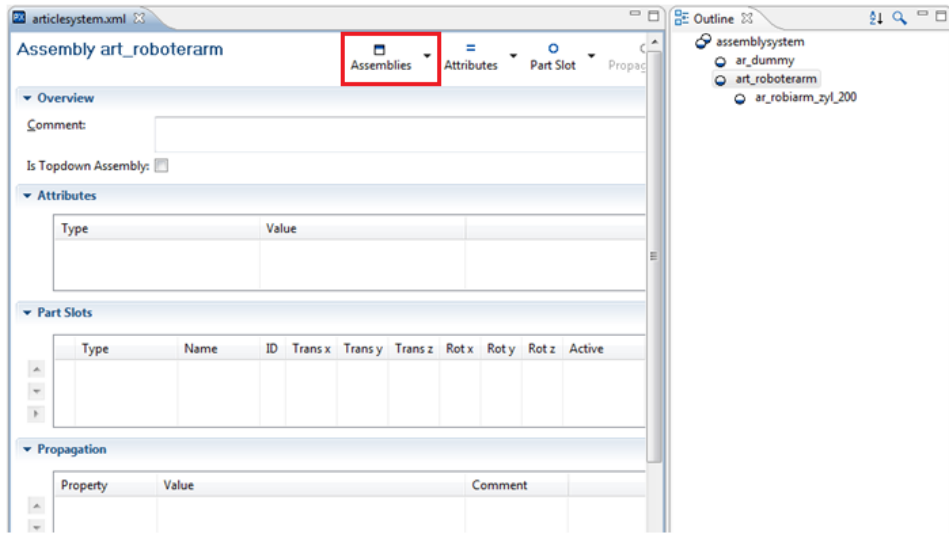 articlesystem.xml
Assembly art_roboterarm
Assemblies
Attributes
Part Slot
Propag
Overview
Comment:
Is Topdown Assembly:
Attributes
Type Value
Part Slots
Type Name ID Trans x Trans y Trans z Rot x Rot y Rot z Active
Propagation
Property Value Comment
Outline
assemblysystem
ar_dummy
art_roboterarm
ar_robiarm_zyl_200